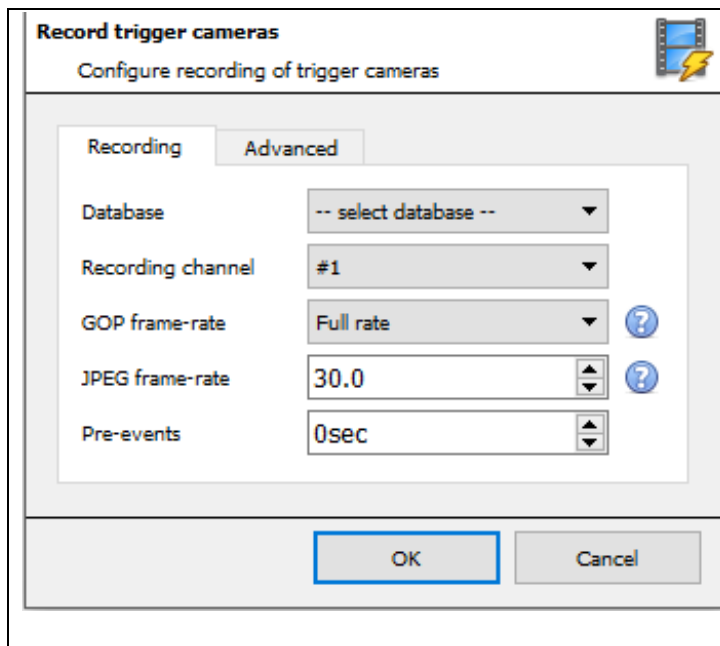 Record trigger cameras
Configure recording of trigger cameras
Recording Advanced
Database -- select database --
Recording channel #1
GOP frame-rate Full rate ?
JPEG frame-rate 30.0 ?
Pre-events 0sec
OK Cancel